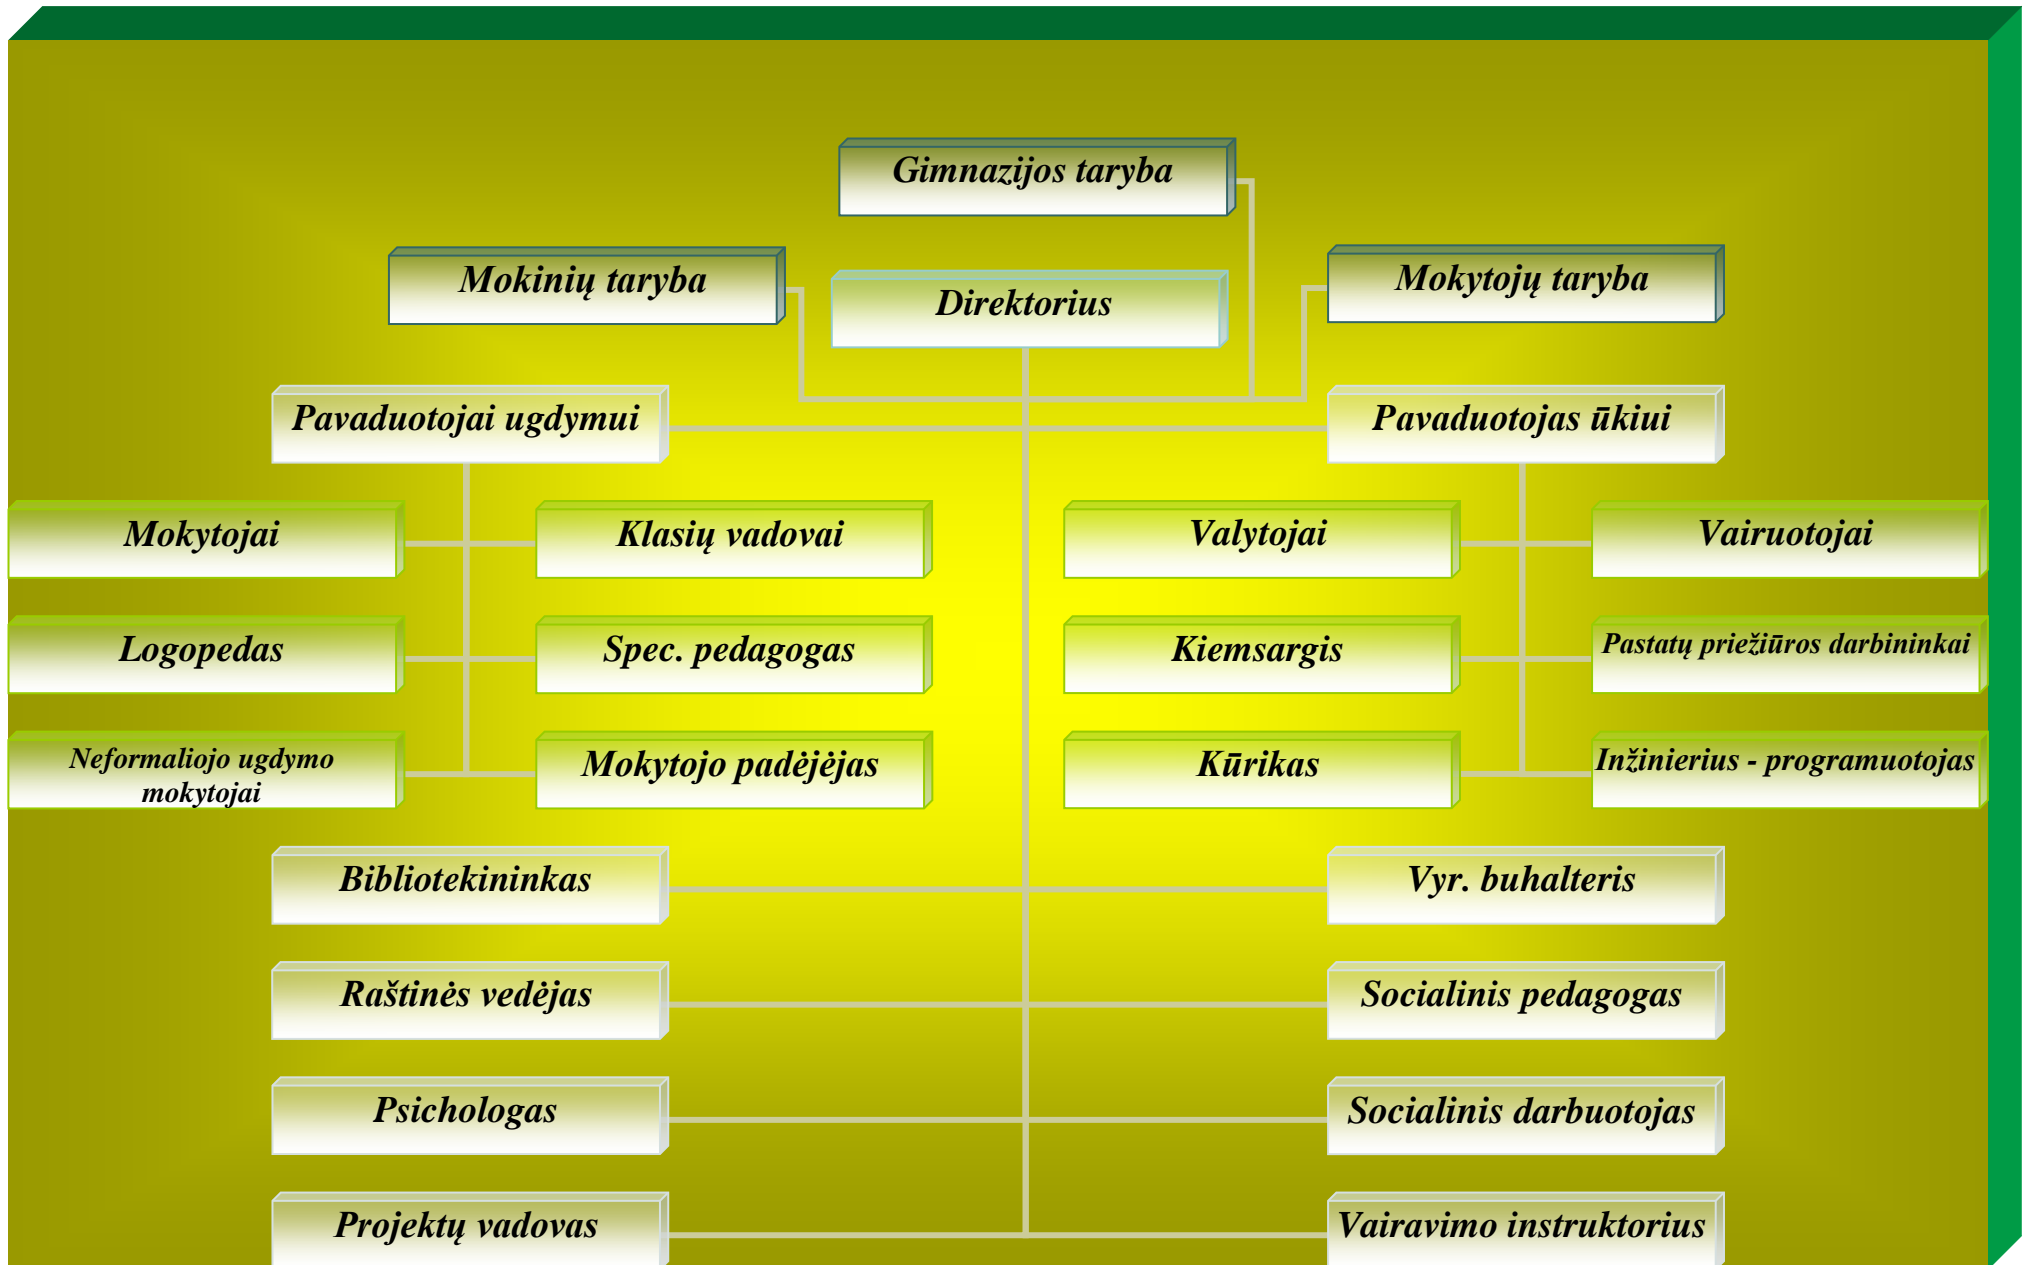 Gimnazijos taryba
Mokinių taryba
Direktorius
Mokytojų taryba
Pavaduotojai ugdymui
Pavaduotojas ūkiui
Mokytojai
Klasių vadovai
Valytojai
Vairuotojai
Logopedas
Spec. pedagogas
Kiemsargis
Pastatų priežiūros darbininkai
Neformaliojo ugdymo
mokytojai
Mokytojo padėjėjas
Kūrikas
Inžinierius - programuotojas
Bibliotekininkas
Vyr. buhalteris
Raštinės vedėjas
Socialinis pedagogas
Psichologas
Socialinis darbuotojas
Projektų vadovas
Vairavimo instruktorius